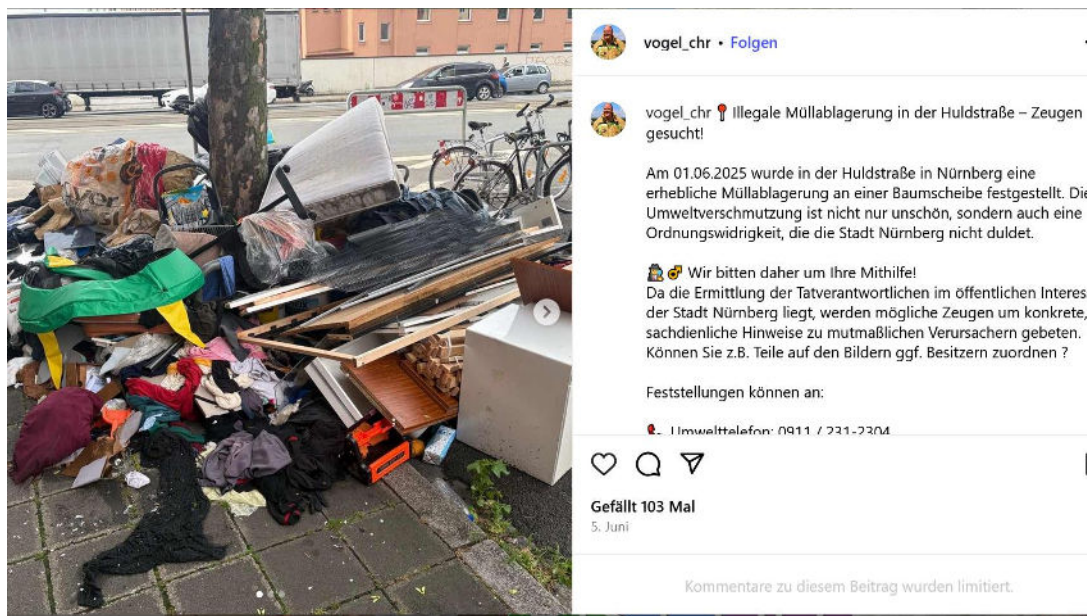 vogel_chr • Folgen
vogel_chr Illegale Müllablagerung in der Huldstraße – Zeugen
gesucht!
Am 01.06.2025 wurde in der Huldstraße in Nürnberg eine
erhebliche Müllablagerung an einer Baumscheibe festgestellt. Die
Umweltverschmutzung ist nicht nur unschön, sondern auch eine
Ordnungswidrigkeit, die die Stadt Nürnberg nicht duldet.
Wir bitten daher um Ihre Mithilfe!
Da die Ermittlung der Tatverantwortlichen im öffentlichen Interes
der Stadt Nürnberg liegt, werden mögliche Zeugen um konkrete,
sachdienliche Hinweise zu mutmaßlichen Verursachern gebeten.
Können Sie z.B. Teile auf den Bildern ggf. Besitzern zuordnen ?
Feststellungen können an:
Umwelttelefon: 0911 / 231-2304
Gefällt 103 Mal
5. Juni
Kommentare zu diesem Beitrag wurden limitiert.